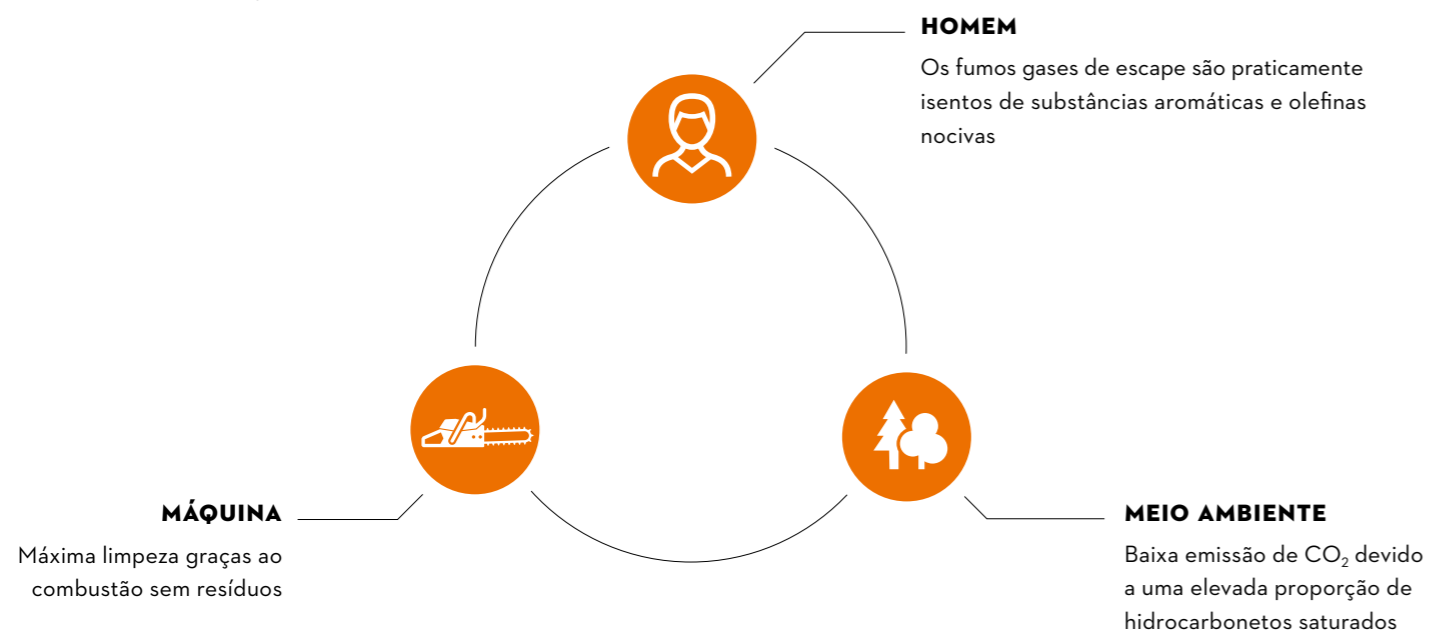 HOMEM
Os fumos gases de escape são praticamente
isentos de substâncias aromáticas e olefinas
nocivas
MÁQUINA
Máxima limpeza graças ao
combustão sem resíduos
MEIO AMBIENTE
Baixa emissão de CO₂ devido
a uma elevada proporção de
hidrocarbonetos saturados